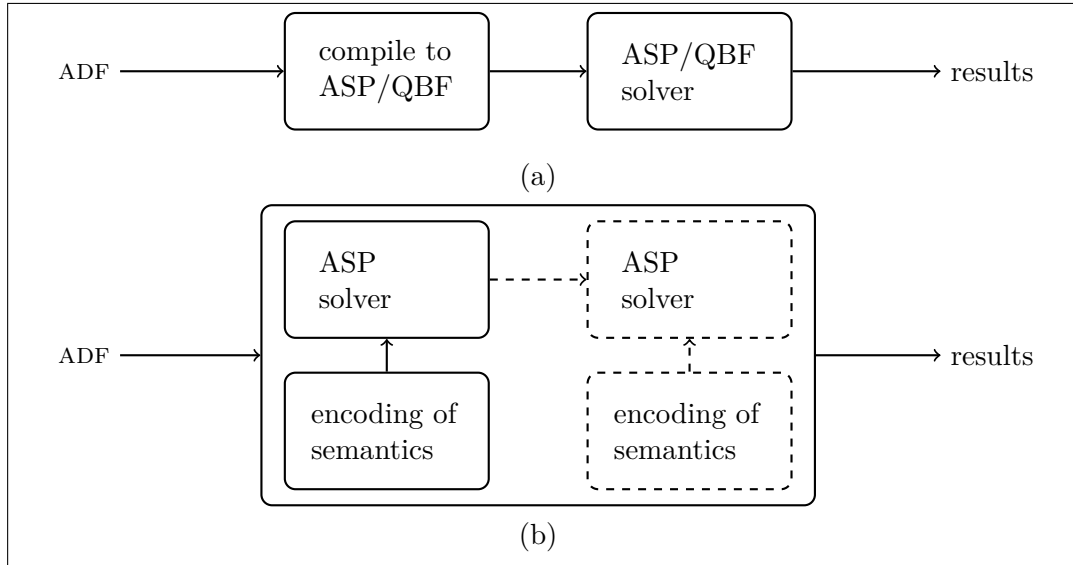 ADF
compile to
ASP/QBF
ASP/QBF
solver
results
(a)
ASP
solver
ASP
solver
ADF
results
encoding of
semantics
encoding of
semantics
(b)